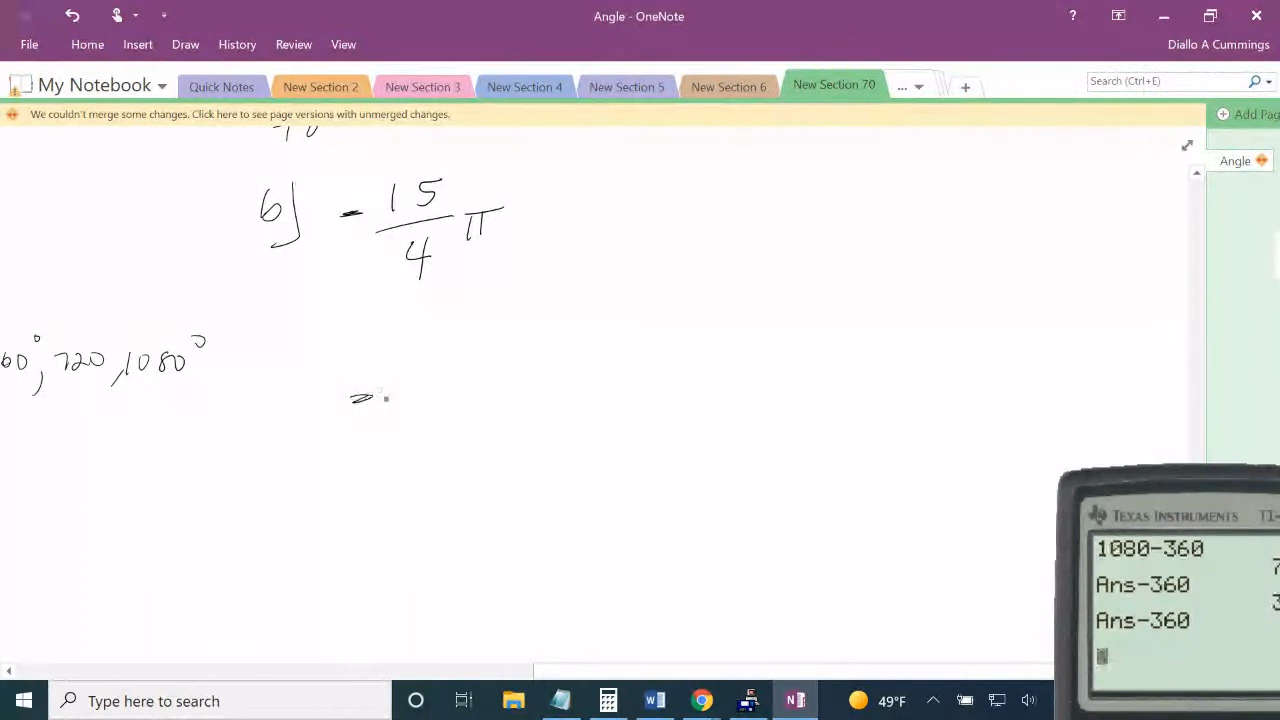 Angle - OneNote
File Home Insert Draw History Review View Diallo A Cummings
My Notebook Quick Notes New Section 2 New Section 3 New Section 4 New Section 5 New Section 6 New Section 70 ... Search (Ctrl+E)
We couldn't merge some changes. Click here to see page versions with unmerged changes. Add Pag
Angle
b) - 15
4 π
60°, 720, 1080°
=
TEXAS INSTRUMENTS TI-
1080-360
Ans-360
Ans-360
Type here to search 49°F